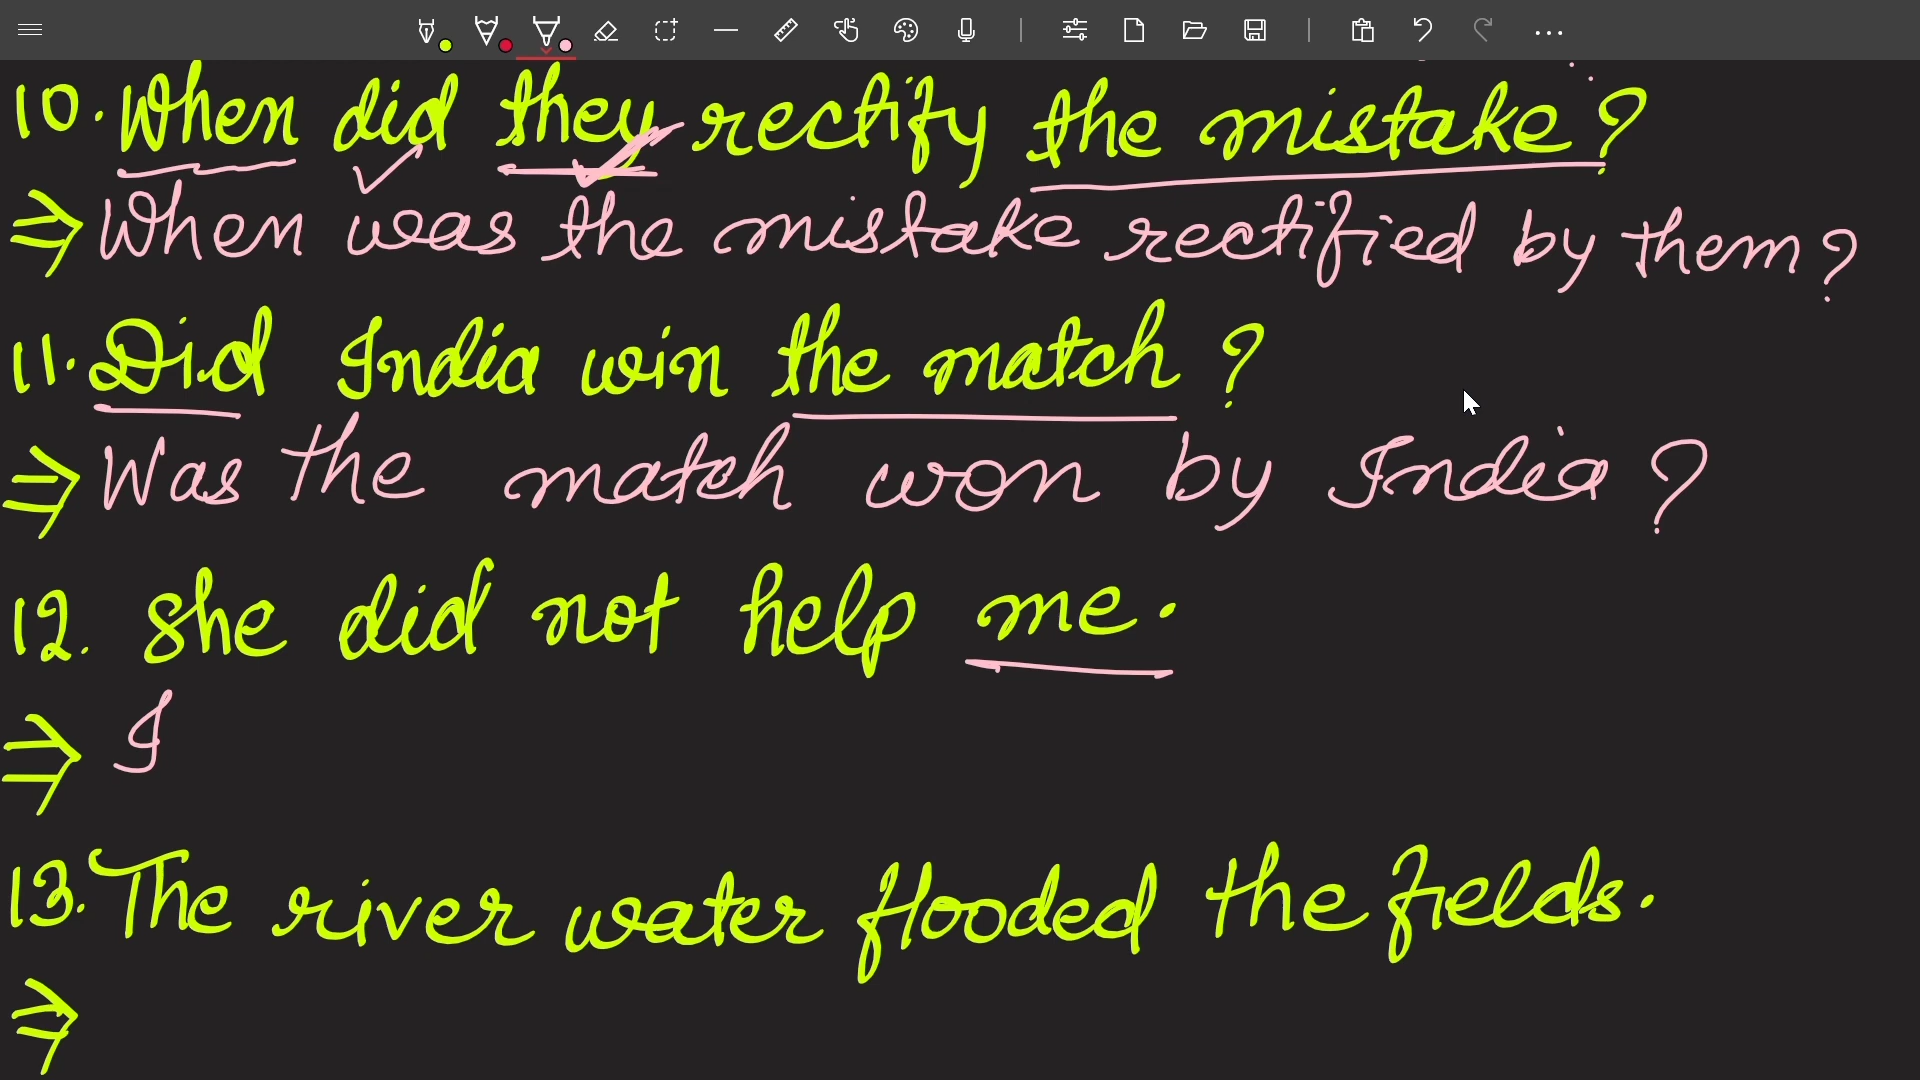 10. When did they rectify the mistake?
⇒ When was the mistake rectified by them?
11. Did India win the match ?
⇒ Was the match won by India ?
12. She did not help me.
⇒ I
13. The river water flooded the fields.
⇒